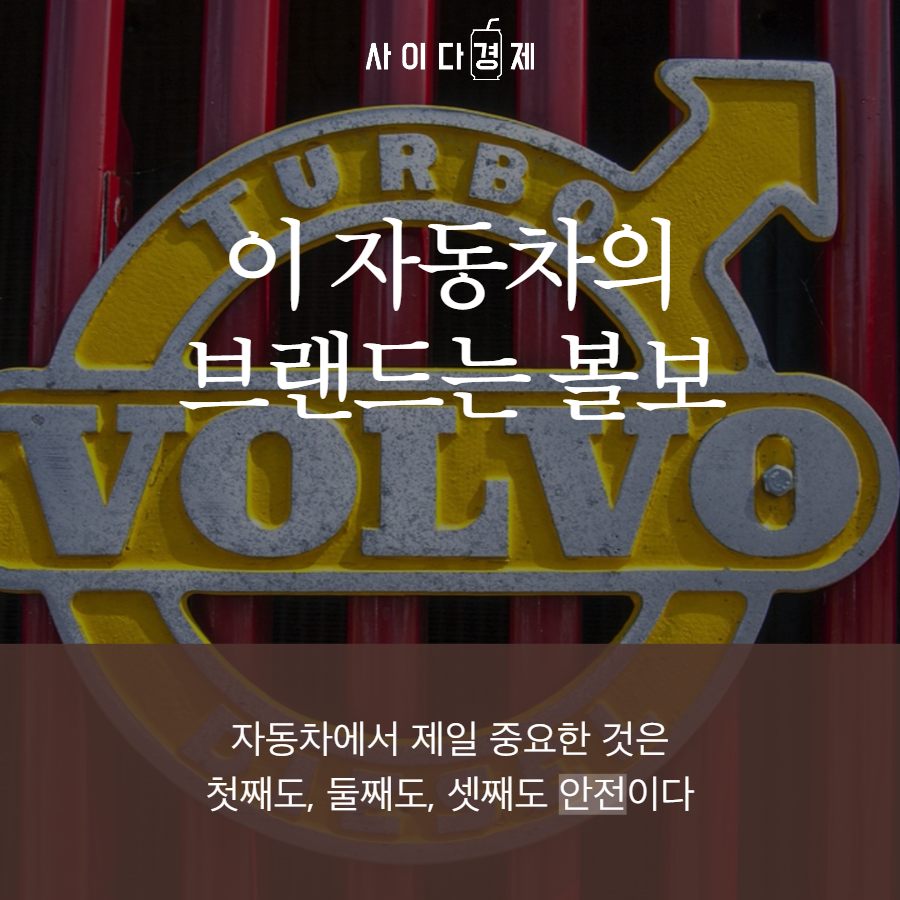 사이다경제
TURBO
이 자동차의
브랜드는 볼보
VOLVO
자동차에서 제일 중요한 것은
첫째도, 둘째도, 셋째도 안전이다